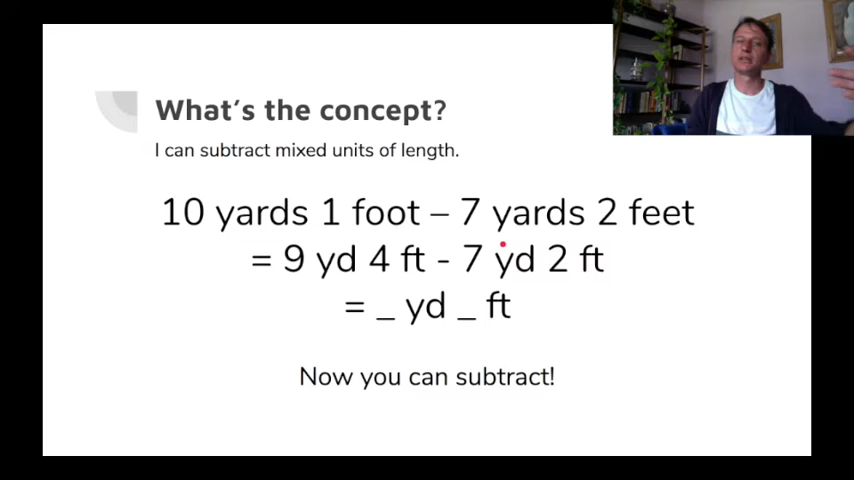 What's the concept?
I can subtract mixed units of length.
10 yards 1 foot – 7 yards 2 feet
= 9 yd 4 ft - 7 yd 2 ft
= _ yd _ ft
Now you can subtract!